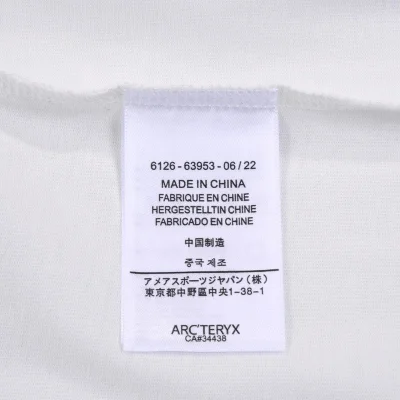 6126 - 63953 - 06 / 22
MADE IN CHINA
FABRIQUE EN CHINE
HERGESTELLTIN CHINE
FABRICADO EN CHINE
中国制造
중국 제조
アメアスポーツジャパン (株)
東京都中野區中央1-38-1
ARC'TERYX
CA#34438